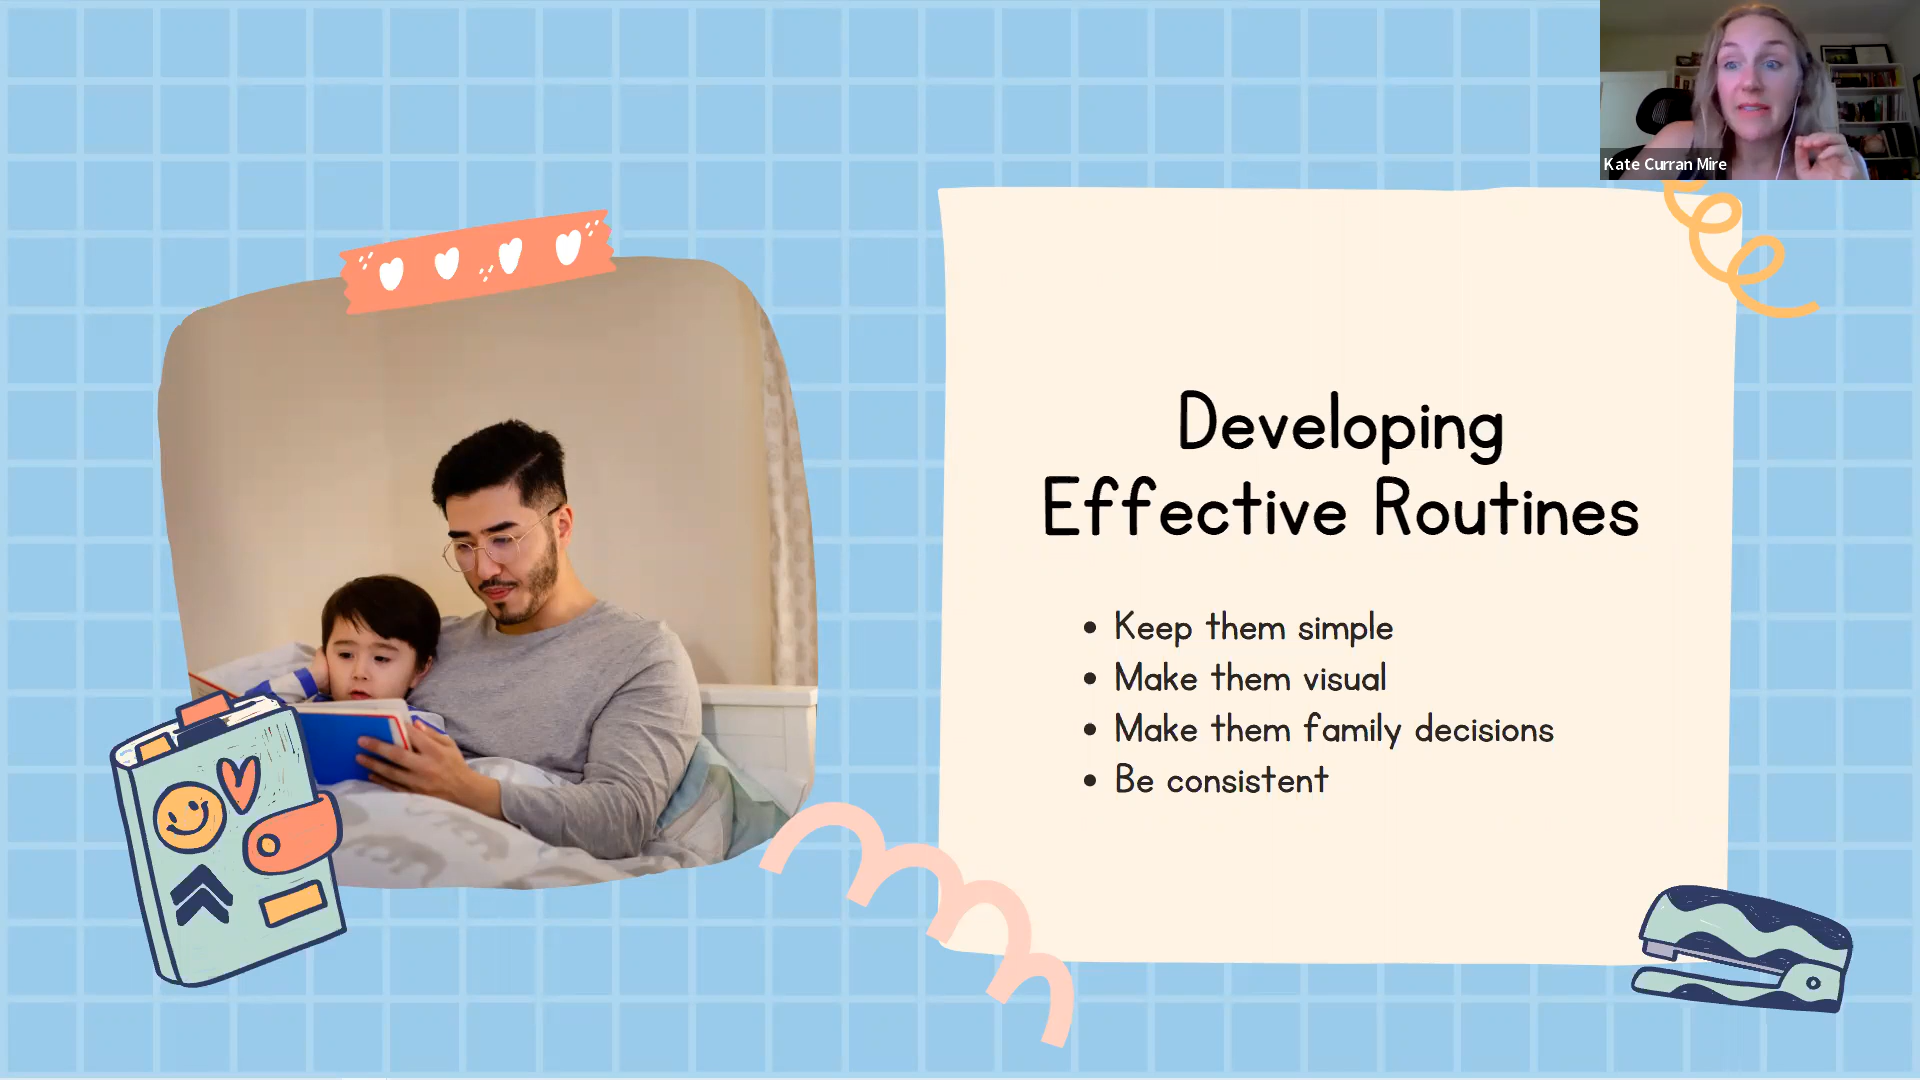 Kate Curran Mire
Developing
Effective Routines
• Keep them simple
• Make them visual
• Make them family decisions
• Be consistent